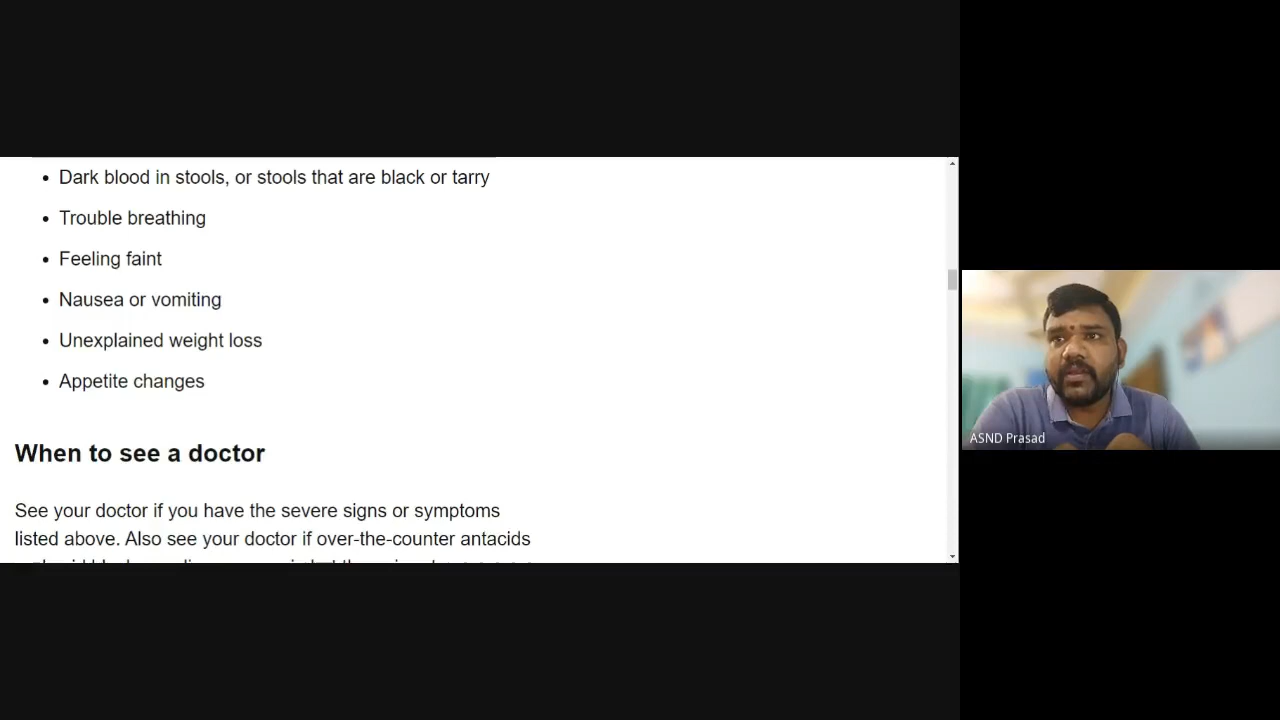 Dark blood in stools, or stools that are black or tarry
Trouble breathing
Feeling faint
Nausea or vomiting
Unexplained weight loss
Appetite changes
When to see a doctor
See your doctor if you have the severe signs or symptoms
listed above. Also see your doctor if over-the-counter antacids
ASND Prasad